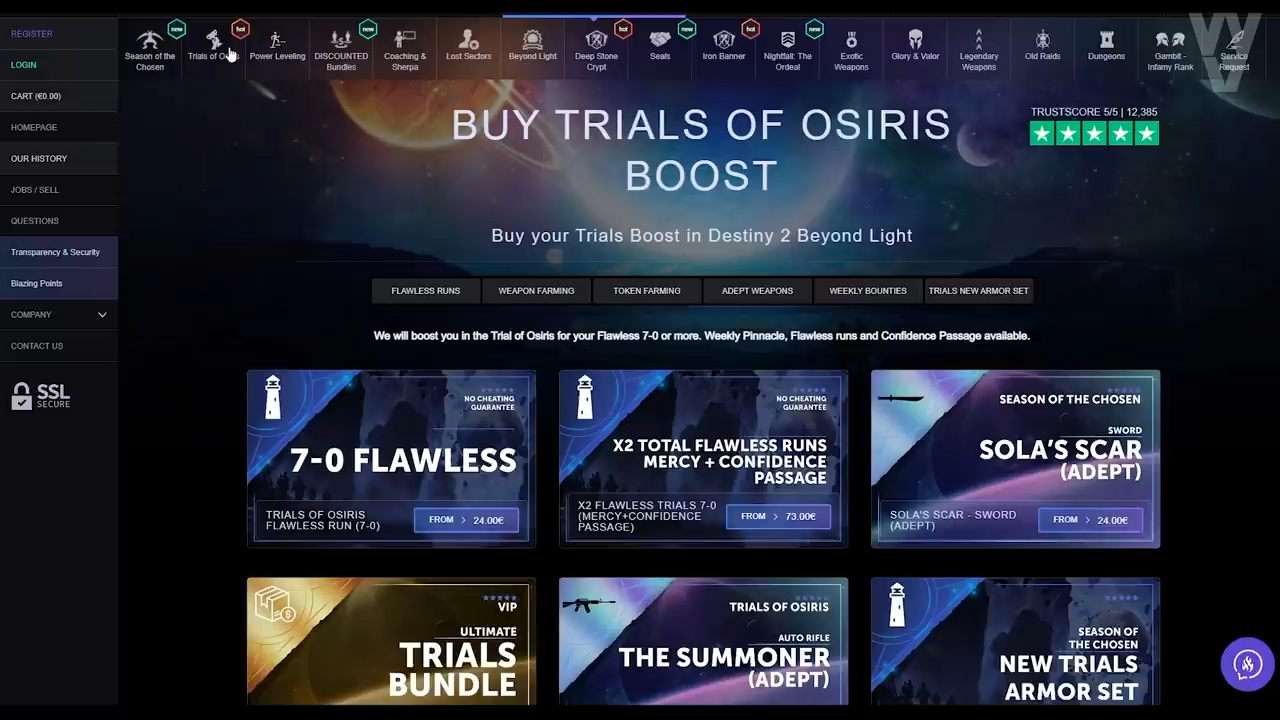 REGISTER
LOGIN
CART (€0.00)
HOMEPAGE
OUR HISTORY
JOBS / SELL
QUESTIONS
Transparency & Security
Blazing Points
COMPANY
CONTACT US
SSL
SECURE
new
hot
new
hot
new
hot
new
Season of the
Chosen
Trials of
Power Leveling
DISCOUNTED
Bundles
Coaching &
Sherpa
Lost Sectors
Beyond Light
Deep Stone
Crypt
Seals
Iron Banner
Nightfall: The
Ordeal
Exotic
Weapons
Glory & Valor
Legendary
Weapons
Old Raids
Dungeons
Gambit -
Infamy Rank
Service
Request
BUY TRIALS OF OSIRIS
BOOST
TRUSTSCORE 5/5 | 12,385
Buy your Trials Boost in Destiny 2 Beyond Light
FLAWLESS RUNS
WEAPON FARMING
TOKEN FARMING
ADEPT WEAPONS
WEEKLY BOUNTIES
TRIALS NEW ARMOR SET
We will boost you in the Trial of Osiris for your Flawless 7-0 or more. Weekly Pinnacle, Flawless runs and Confidence Passage available.
NO CHEATING
GUARANTEE
7-0 FLAWLESS
TRIALS OF OSIRIS
FLAWLESS RUN (7-0)
FROM > 24.00€
NO CHEATING
GUARANTEE
X2 TOTAL FLAWLESS RUNS
MERCY + CONFIDENCE
PASSAGE
X2 FLAWLESS TRIALS 7-0
(MERCY+CONFIDENCE
PASSAGE)
FROM > 73.00€
SEASON OF THE CHOSEN
SWORD
SOLA'S SCAR
(ADEPT)
SOLA'S SCAR - SWORD
(ADEPT)
FROM > 24.00€
VIP
ULTIMATE
TRIALS
BUNDLE
TRIALS OF OSIRIS
AUTO RIFLE
THE SUMMONER
(ADEPT)
SEASON OF
THE CHOSEN
NEW TRIALS
ARMOR SET